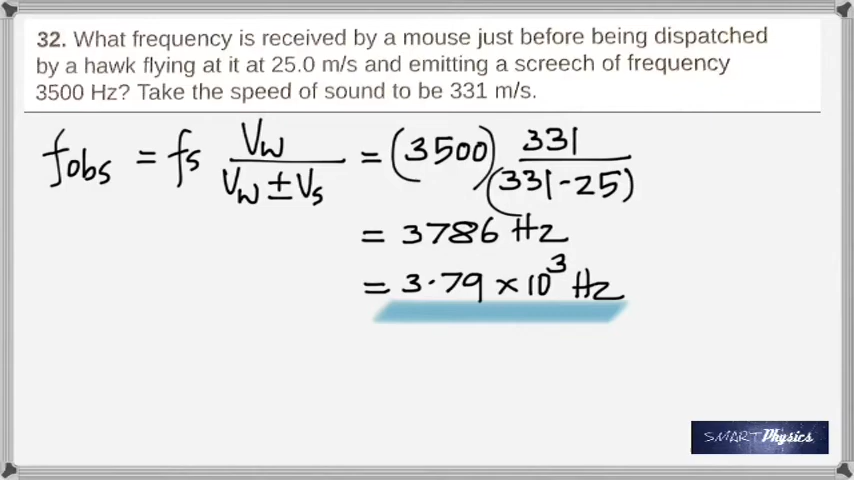 32. What frequency is received by a mouse just before being dispatched
by a hawk flying at it at 25.0 m/s and emitting a screech of frequency
3500 Hz? Take the speed of sound to be 331 m/s.
fobs = fs Vw / (Vw ± Vs) = (3500) 331 / (331-25)
= 3786 Hz
= 3.79 × 10³ Hz
SMART Physics